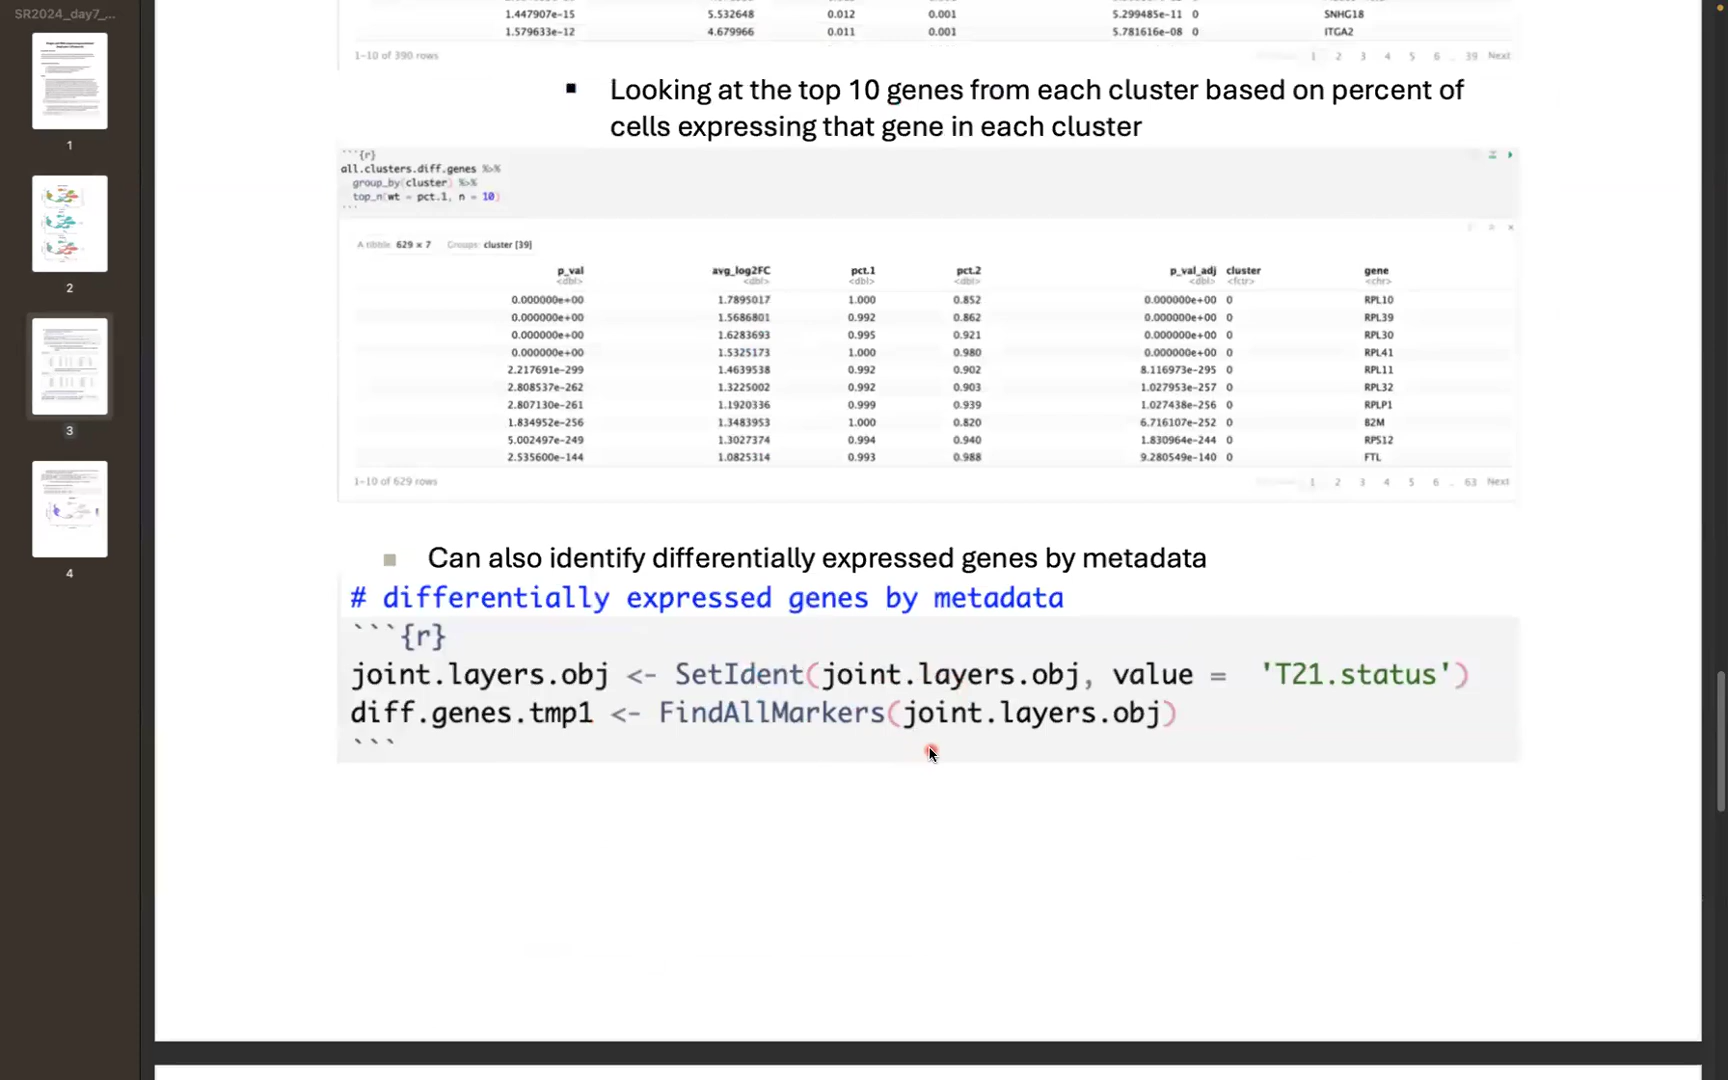 SR2024_day7_...
1.447907e-15 5.532648 0.012 0.001 5.299485e-11 0 SNHG18
1.579633e-12 4.679966 0.011 0.001 5.781616e-08 0 ITGA2
1-10 of 390 rows 1 2 3 4 5 6 .. 39 Next
▪ Looking at the top 10 genes from each cluster based on percent of
cells expressing that gene in each cluster
```{r}
all.clusters.diff.genes %>%
group_by(cluster) %>%
top_n(wt = pct.1, n = 10)
```
A tibble: 629 × 7 Groups: cluster [39]
p_val avg_log2FC pct.1 pct.2 p_val_adj cluster gene
<dbl> <dbl> <dbl> <dbl> <dbl> <fctr> <chr>
0.000000e+00 1.7895017 1.000 0.852 0.000000e+00 0 RPL10
0.000000e+00 1.5686801 0.992 0.862 0.000000e+00 0 RPL39
0.000000e+00 1.6283693 0.995 0.921 0.000000e+00 0 RPL30
0.000000e+00 1.5325173 1.000 0.980 0.000000e+00 0 RPL41
2.217691e-299 1.4639538 0.992 0.902 8.116973e-295 0 RPL11
2.808537e-262 1.3225002 0.992 0.903 1.027953e-257 0 RPL32
2.807130e-261 1.1920336 0.999 0.939 1.027438e-256 0 RPLP1
1.834952e-256 1.3483953 1.000 0.820 6.716107e-252 0 B2M
5.002497e-249 1.3027374 0.994 0.940 1.830964e-244 0 RPS12
2.535600e-144 1.0825314 0.993 0.988 9.280549e-140 0 FTL
1-10 of 629 rows 1 2 3 4 5 6 .. 63 Next
▪ Can also identify differentially expressed genes by metadata
# differentially expressed genes by metadata
```{r}
joint.layers.obj <- SetIdent(joint.layers.obj, value = 'T21.status')
diff.genes.tmp1 <- FindAllMarkers(joint.layers.obj)
```
1
2
3
4